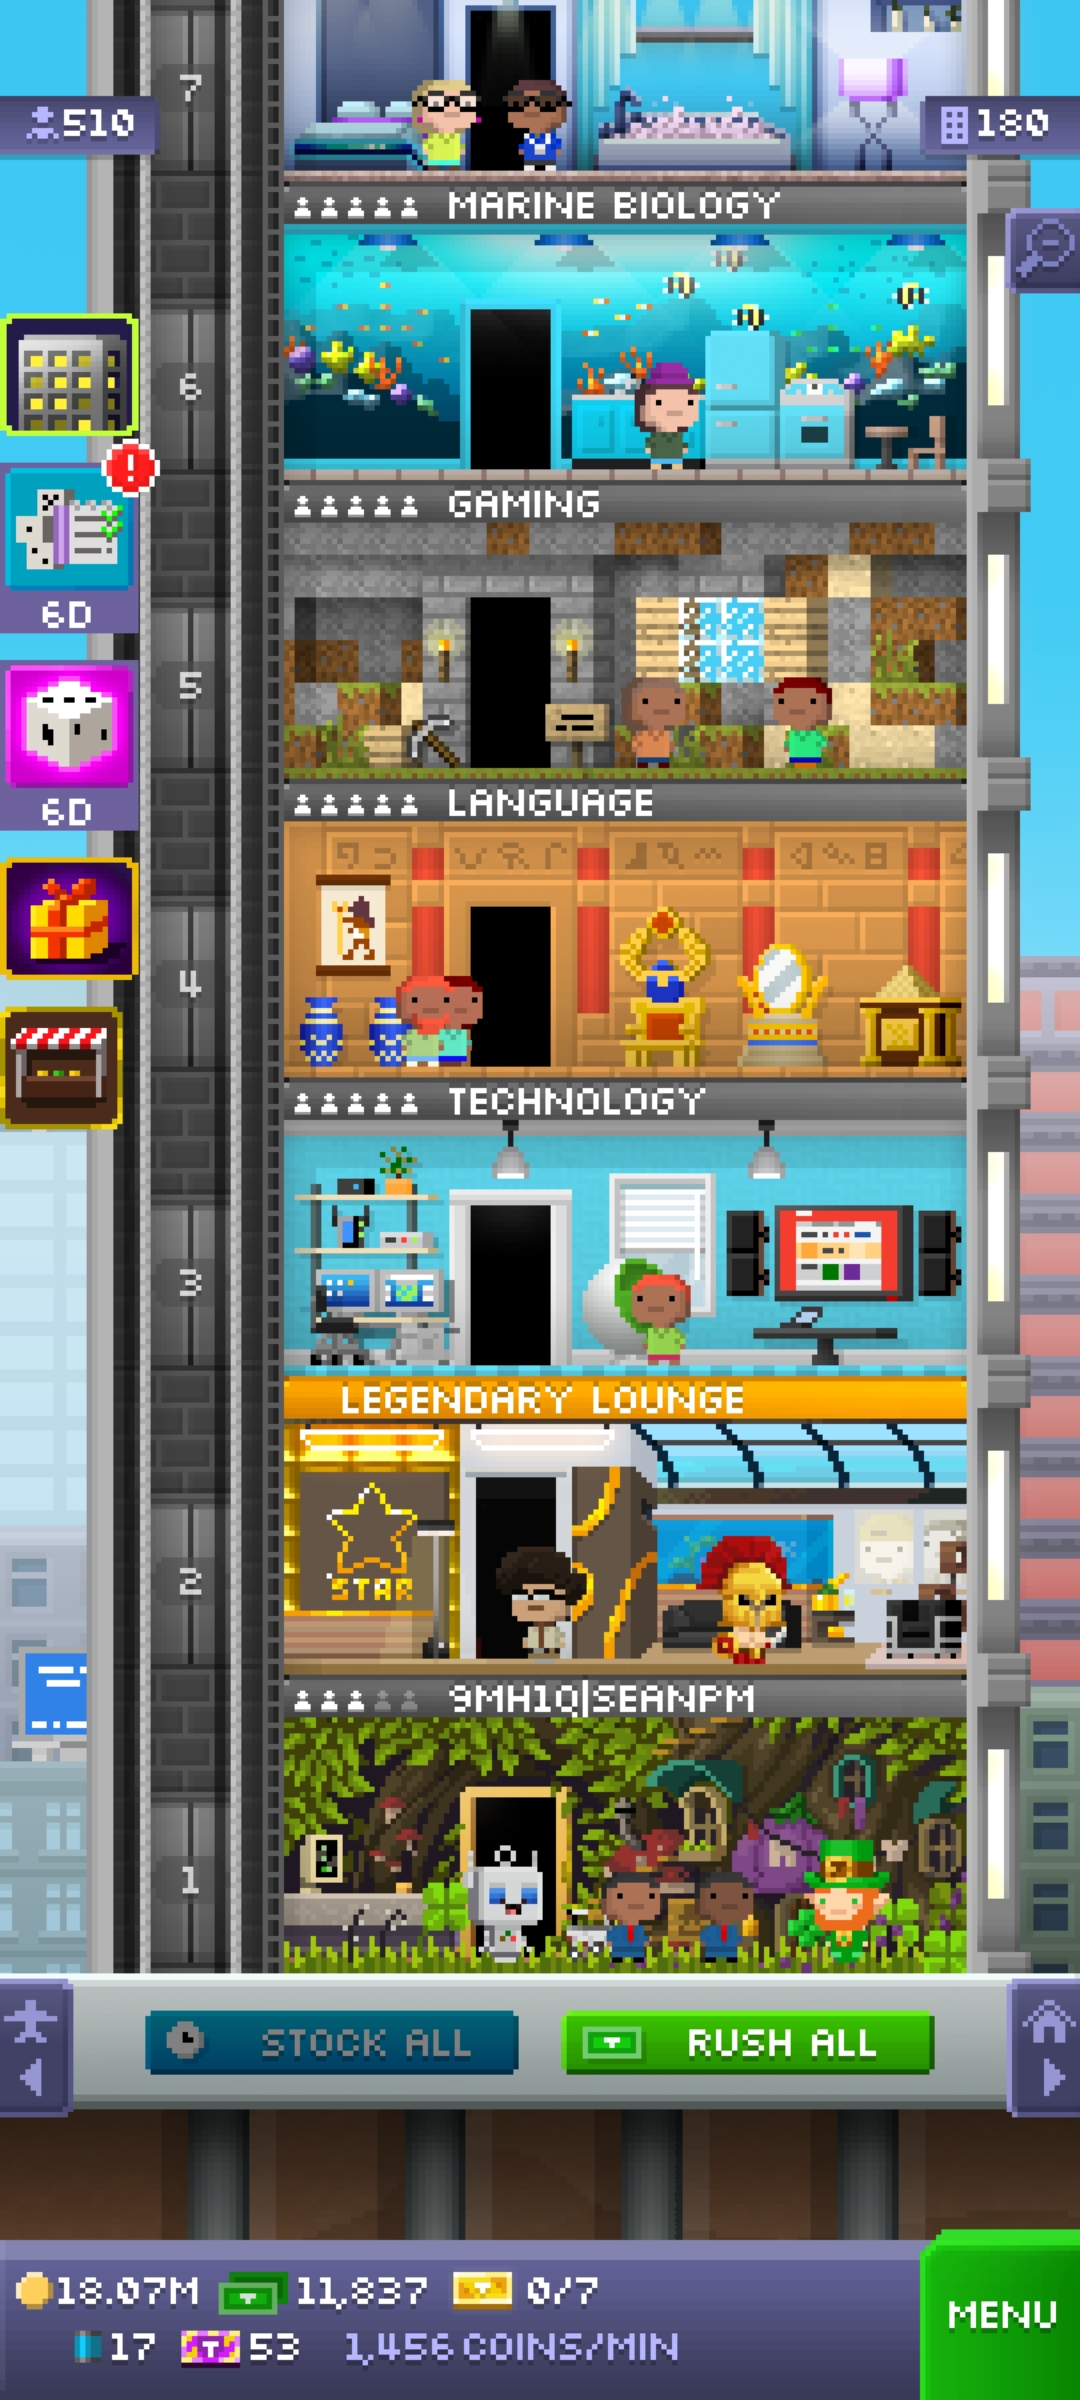 7
510
180
MARINE BIOLOGY
6
GAMING
6D
5
6D
LANGUAGE
4
TECHNOLOGY
3
LEGENDARY LOUNGE
STAR
2
9MH1Q|SEANPM
1
STOCK ALL
RUSH ALL
18.07M 11,837 0/7
17 53 1,456 COINS/MIN
MENU